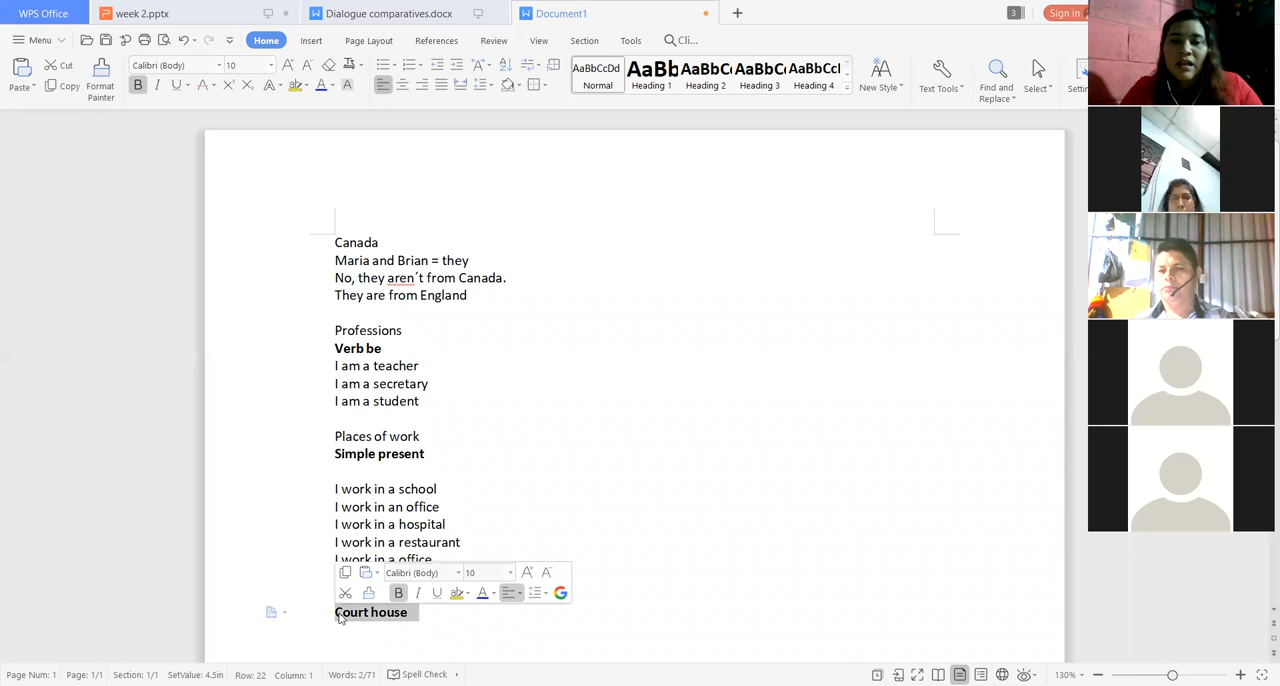 WPS Office
week 2.pptx
Dialogue comparatives.docx
Document1
3
Sign in
Menu
Home
Insert
Page Layout
References
Review
View
Section
Tools
Cli...
Paste
Cut
Copy
Format
Painter
Calibri (Body)
10
AaBbCcDd
Normal
AaBb
Heading 1
AaBbC
Heading 2
AaBbC
Heading 3
AaBbCcI
Heading 4
New Style
Text Tools
Find and
Replace
Select
Canada
Maria and Brian = they
No, they aren´t from Canada.
They are from England
Professions
Verb be
I am a teacher
I am a secretary
I am a student
Places of work
Simple present
I work in a school
I work in an office
I work in a hospital
I work in a restaurant
I work in a office
Calibri (Body)
10
Court house
Page Num: 1
Page: 1/1
Section: 1/1
SetValue: 4.5in
Row: 22
Column: 1
Words: 2/71
Spell Check
130%